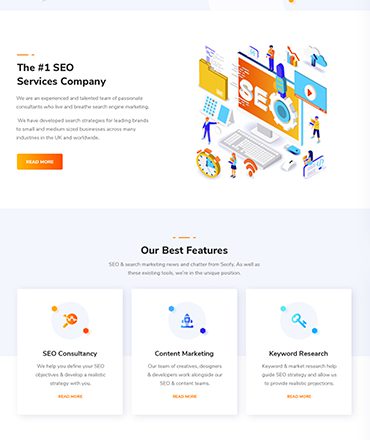 The #1 SEO
Services Company
We are an experienced and talented team of passionate
consultants who live and breathe search engine marketing.
We have developed search strategies for leading brands
to small and medium sized businesses across many
industries in the UK and worldwide.
READ MORE
SEO
Our Best Features
SEO & search marketing news and chatter from Seofy. As well as
these existing tools, we're in the unique position.
SEO Consultancy
We help you define your SEO
objectives & develop a realistic
strategy with you.
READ MORE
Content Marketing
Our team of creatives, designers
& developers work alongside our
SEO & content teams.
READ MORE
Keyword Research
Keyword & market research help
guide SEO strategy and allow us
to provide realistic projections.
READ MORE